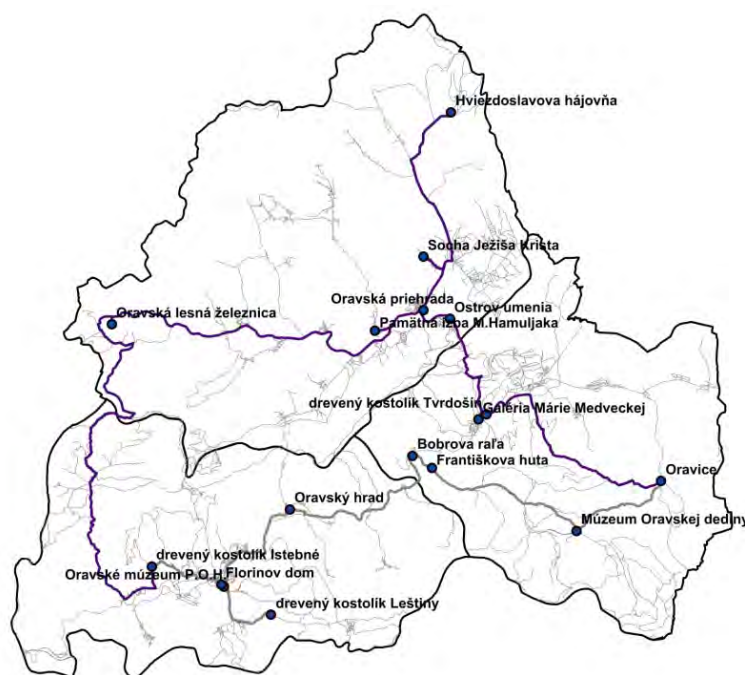 Hviezdoslavova hájovňa
Socha Ježiša Krista
Oravská priehrada
Ostrov umenia
Oravská lesná železnica
Pamätná izba M.Hamuljaka
drevený kostolík Tvrdošín
Galéria Márie Medveckej
Bobrova raľa
Františkova huta
Oravice
Oravský hrad
Múzeum Oravskej dediny
drevený kostolík Istebné
Oravské múzeum P.O.H.
Florinov dom
drevený kostolík Leštiny